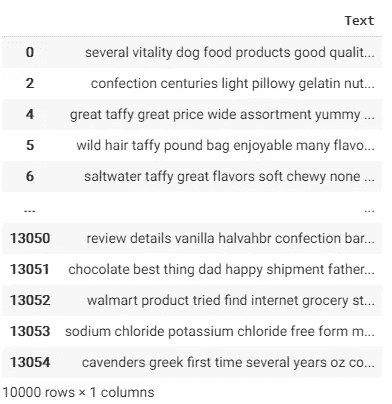 Text
0 several vitality dog food products good qualit...
2 confection centuries light pillowy gelatin nut...
4 great taffy great price wide assortment yummy ...
5 wild hair taffy pound bag enjoyable many flavo...
6 saltwater taffy great flavors soft chewy none ...
... ...
13050 review details vanilla halvahbr confection bar...
13051 chocolate best thing dad happy shipment father...
13052 walmart product tried find internet grocery st...
13053 sodium chloride potassium chloride free form m...
13054 cavenders greek first time several years oz co...
10000 rows × 1 columns